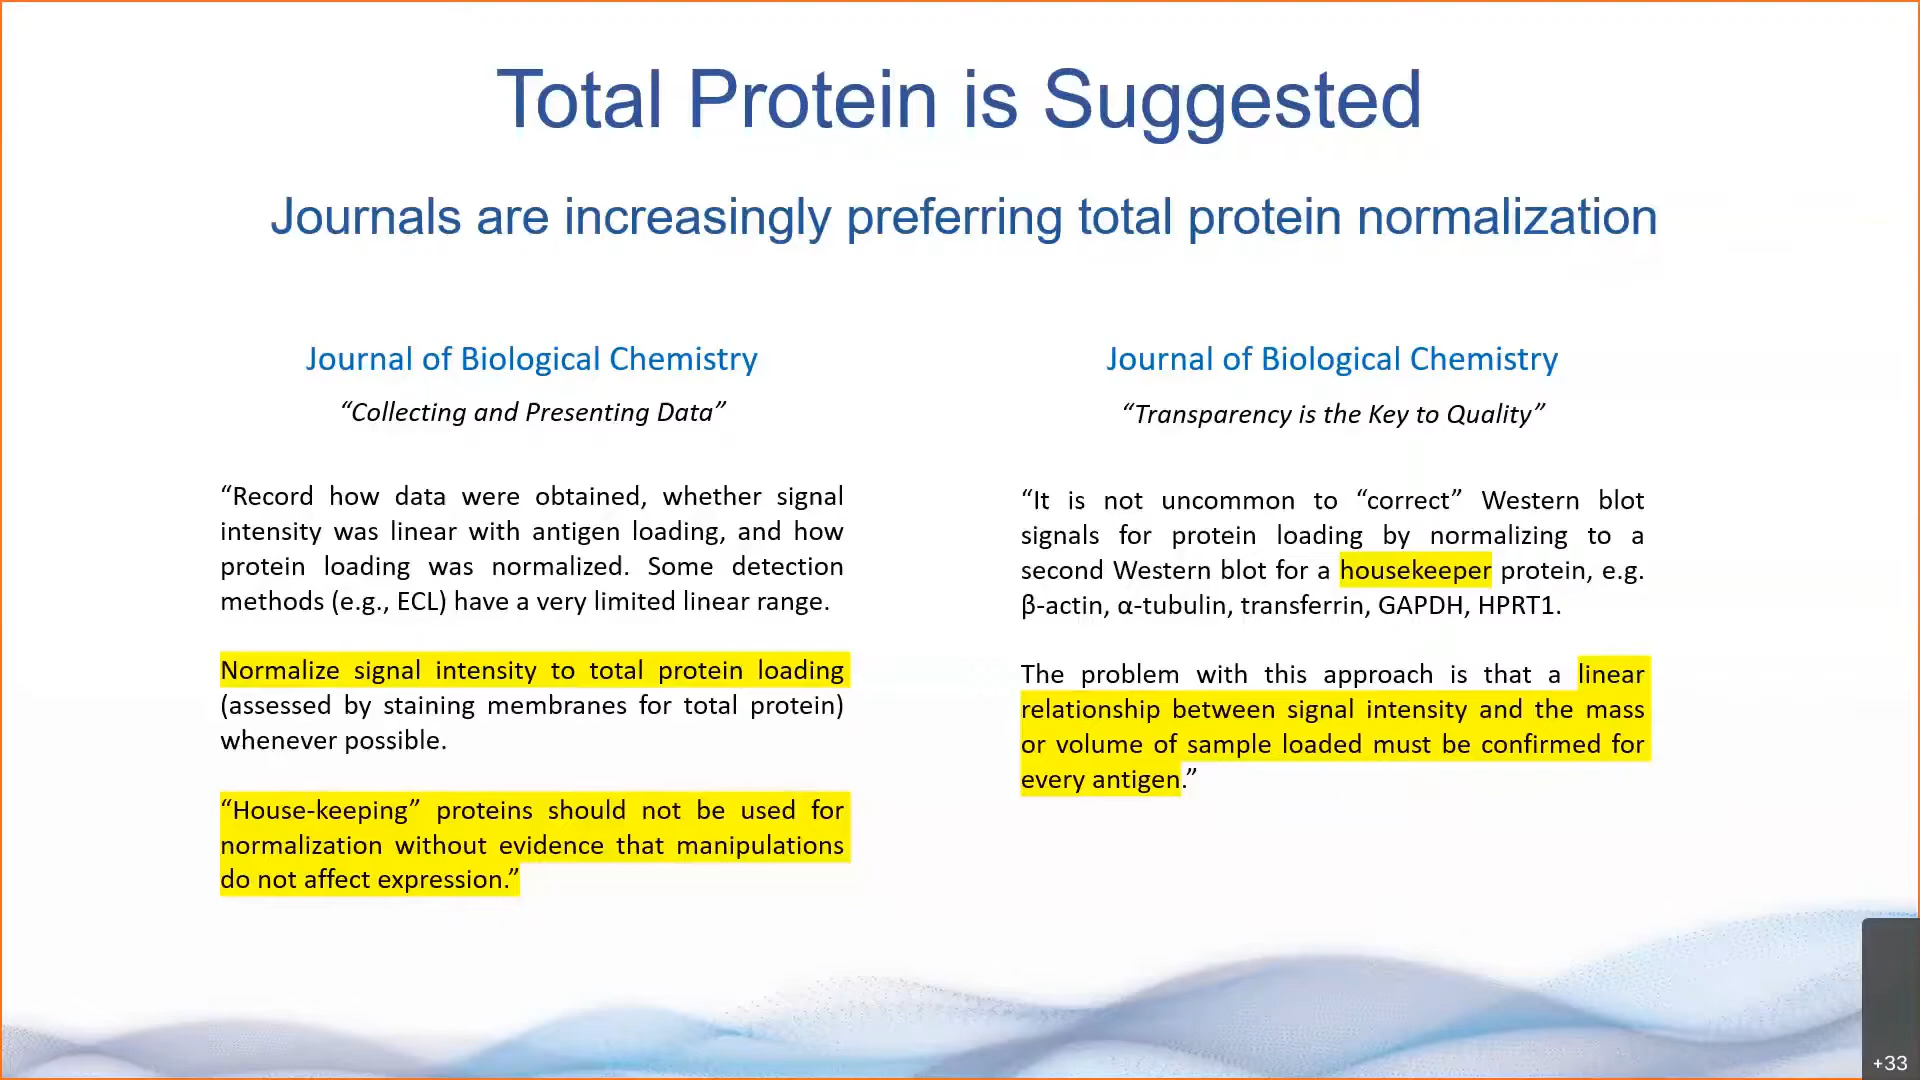 Total Protein is Suggested
Journals are increasingly preferring total protein normalization
Journal of Biological Chemistry
“Collecting and Presenting Data”
“Record how data were obtained, whether signal
intensity was linear with antigen loading, and how
protein loading was normalized. Some detection
methods (e.g., ECL) have a very limited linear range.
Normalize signal intensity to total protein loading
(assessed by staining membranes for total protein)
whenever possible.
“House-keeping” proteins should not be used for
normalization without evidence that manipulations
do not affect expression.”
Journal of Biological Chemistry
“Transparency is the Key to Quality”
“It is not uncommon to “correct” Western blot
signals for protein loading by normalizing to a
second Western blot for a housekeeper protein, e.g.
β-actin, α-tubulin, transferrin, GAPDH, HPRT1.
The problem with this approach is that a linear
relationship between signal intensity and the mass
or volume of sample loaded must be confirmed for
every antigen.”
+33